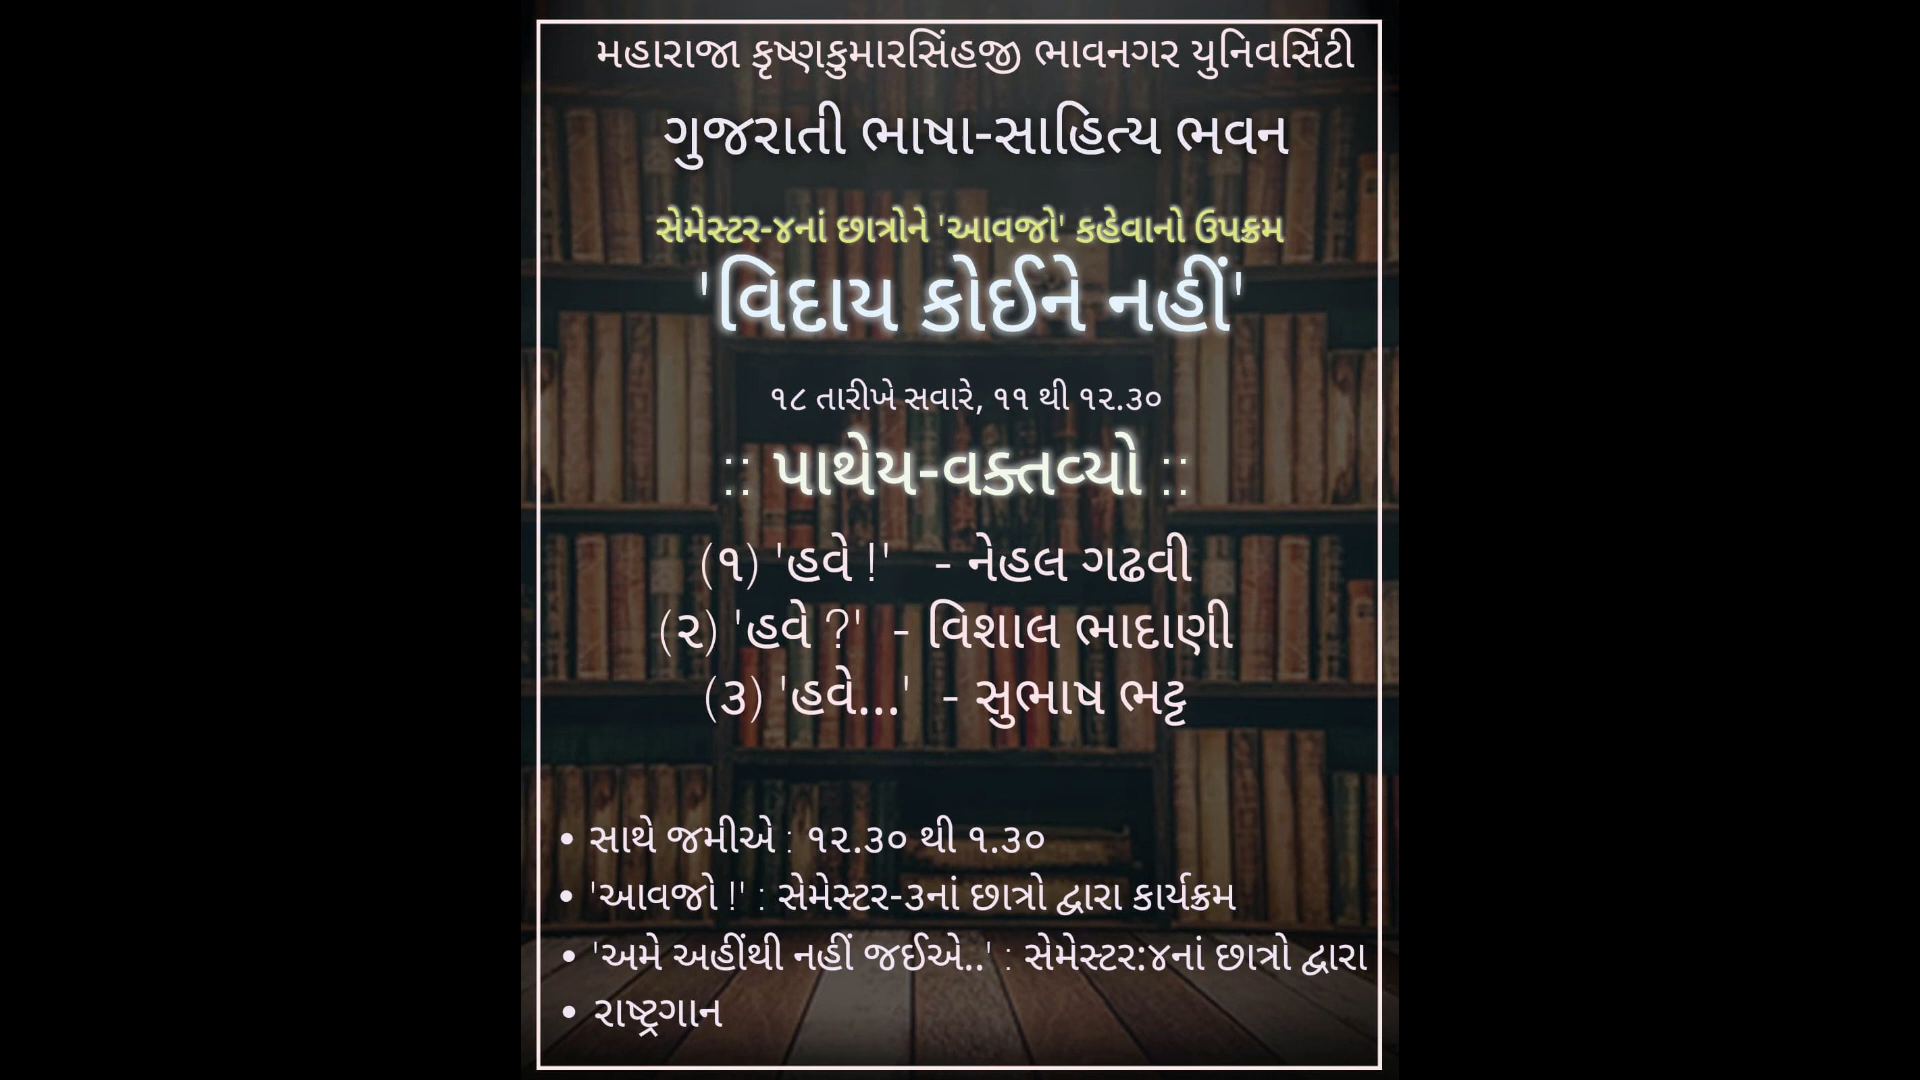 મહારાજા કૃષ્ણકુમારસિંહજી ભાવનગર યુનિવર્સિટી
ગુજરાતી ભાષા-સાહિત્ય ભવન
સેમેસ્ટર-૪નાં છાત્રોને 'આવજો' કહેવાનો ઉપક્રમ
'વિદાય કોઈને નહીં'
૧૮ તારીખે સવારે, ૧૧ થી ૧૨.૩૦
:: પાથેય-વક્તવ્યો ::
(૧) 'હવે !' - નેહલ ગઢવી
(૨) 'હવે ?' - વિશાલ ભાદાણી
(૩) 'હવે...' - સુભાષ ભટ્ટ
• સાથે જમીએ : ૧૨.૩૦ થી ૧.૩૦
• 'આવજો !' : સેમેસ્ટર-૩નાં છાત્રો દ્વારા કાર્યક્રમ
• 'અમે અહીંથી નહીં જઈએ..' : સેમેસ્ટર:૪નાં છાત્રો દ્વારા
• રાષ્ટ્રગાન